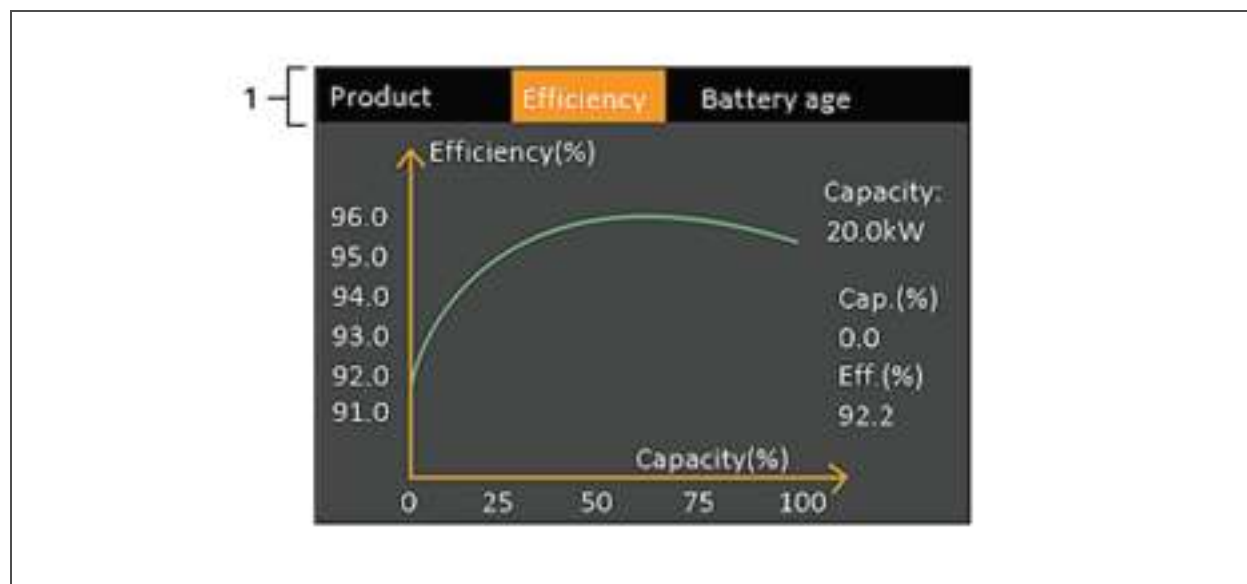 1
Product Efficiency Battery age
Efficiency(%)
96.0
95.0
94.0
93.0
92.0
91.0
Capacity:
20.0kW
Cap.(%)
0.0
Eff.(%)
92.2
Capacity(%)
0 25 50 75 100